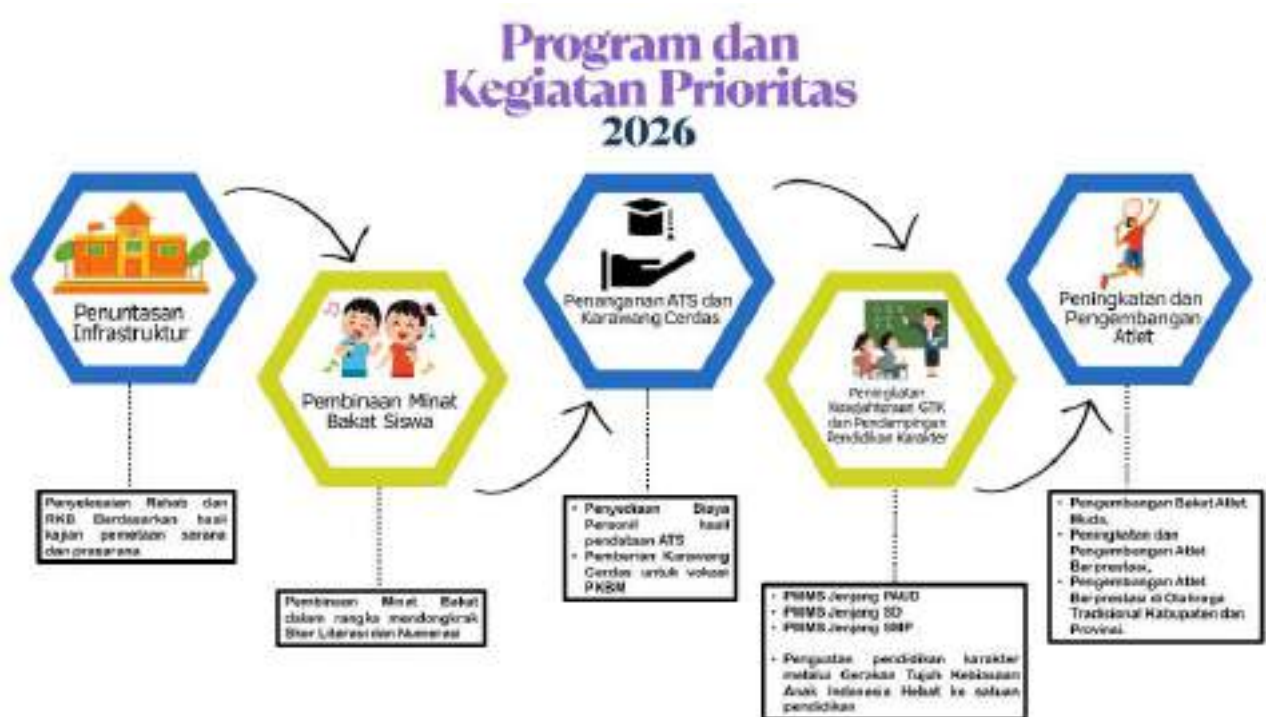 Program dan
Kegiatan Prioritas
2026
Penuntasan
Infrastruktur
Penyelesaian Rehab dan
RKB Berdasarkan hasil
kajian pemetaan sarana
dan prasarana
Pembinaan Minat
Bakat Siswa
Pembinaan Minat Bakat
dalam rangka mendongkrak
Skor Literasi dan Numerasi
Penanganan ATS dan
Karawang Cerdas
• Penyediaan Biaya
Personil hasil
pendataan ATS
• Pemberian Karawang
Cerdas untuk vokasi
PKBM
Peningkatan
Kesejahteraan GTK
dan Pendampingan
Pendidikan Karakter
• Jenjang PAUD
• Jenjang SD
• Jenjang SMP
• Penguatan pendidikan karakter
melalui Gerakan Tujuh Kebiasaan
Anak Indonesia Hebat ke satuan
pendidikan
Peningkatan dan
Pengembangan
Atlet
• Pengembangan Bakat Atlet
Muda,
• Peningkatan dan
Pengembangan Atlet
Berprestasi,
• Pengembangan Atlet
Berprestasi di Olahraga
Tradisional Kabupaten dan
Provinsi.